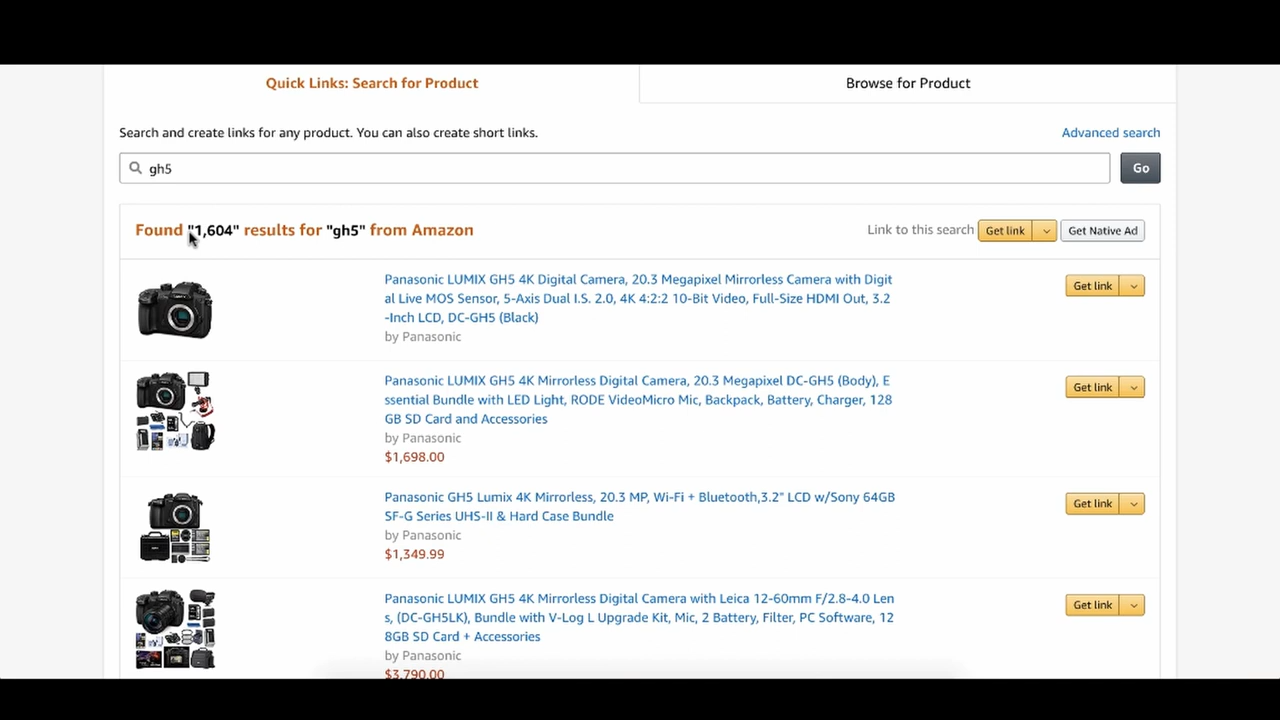 Quick Links: Search for Product
Browse for Product
Search and create links for any product. You can also create short links.
Advanced search
gh5
Go
Found "1,604" results for "gh5" from Amazon
Link to this search
Get link
Get Native Ad
Panasonic LUMIX GH5 4K Digital Camera, 20.3 Megapixel Mirrorless Camera with Digit
al Live MOS Sensor, 5-Axis Dual I.S. 2.0, 4K 4:2:2 10-Bit Video, Full-Size HDMI Out, 3.2
-Inch LCD, DC-GH5 (Black)
by Panasonic
Get link
Panasonic LUMIX GH5 4K Mirrorless Digital Camera, 20.3 Megapixel DC-GH5 (Body), E
ssential Bundle with LED Light, RODE VideoMicro Mic, Backpack, Battery, Charger, 128
GB SD Card and Accessories
by Panasonic
$1,698.00
Get link
Panasonic GH5 Lumix 4K Mirrorless, 20.3 MP, Wi-Fi + Bluetooth,3.2" LCD w/Sony 64GB
SF-G Series UHS-II & Hard Case Bundle
by Panasonic
$1,349.99
Get link
Panasonic LUMIX GH5 4K Mirrorless Digital Camera with Leica 12-60mm F/2.8-4.0 Len
s, (DC-GH5LK), Bundle with V-Log L Upgrade Kit, Mic, 2 Battery, Filter, PC Software, 12
8GB SD Card + Accessories
by Panasonic
$3,790.00
Get link